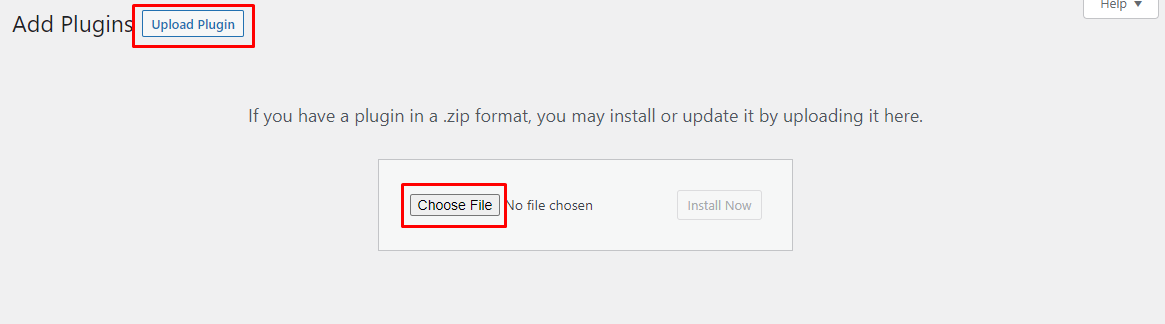 Add Plugins Upload Plugin
Help ▼
If you have a plugin in a .zip format, you may install or update it by uploading it here.
Choose File No file chosen Install Now